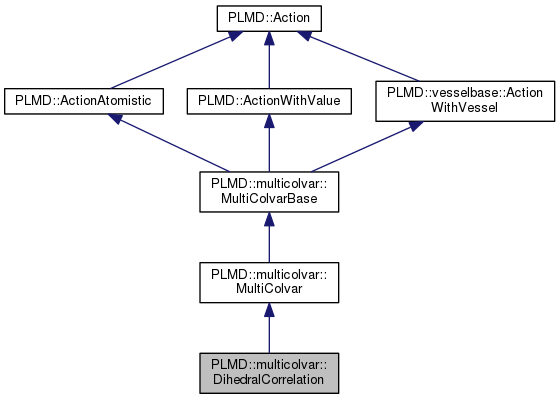 PLMD::Action
PLMD::ActionAtomistic
PLMD::ActionWithValue
PLMD::vesselbase::Action
WithVessel
PLMD::multicolvar::
MultiColvarBase
PLMD::multicolvar::
MultiColvar
PLMD::multicolvar::
DihedralCorrelation